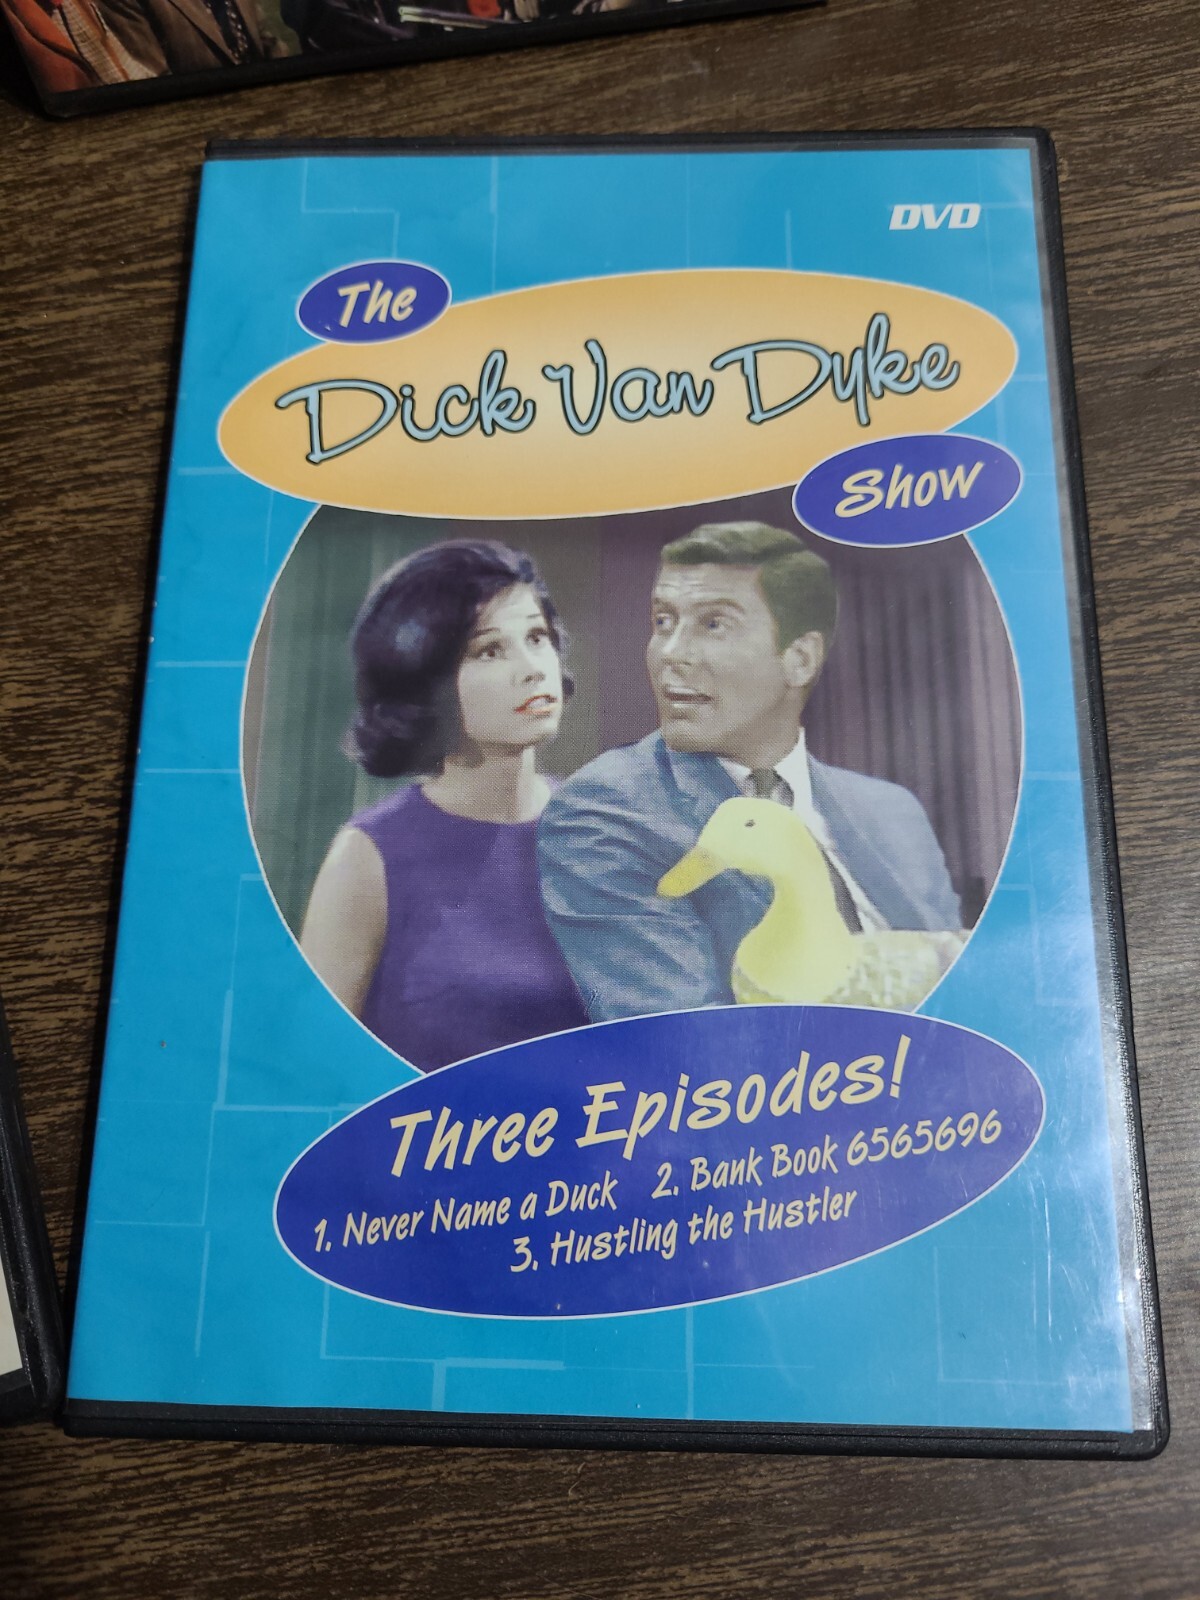 DVD
The
Dick Van Dyke
Show
Three Episodes!
1. Never Name a Duck 2. Bank Book 6565696
3. Hustling the Hustler